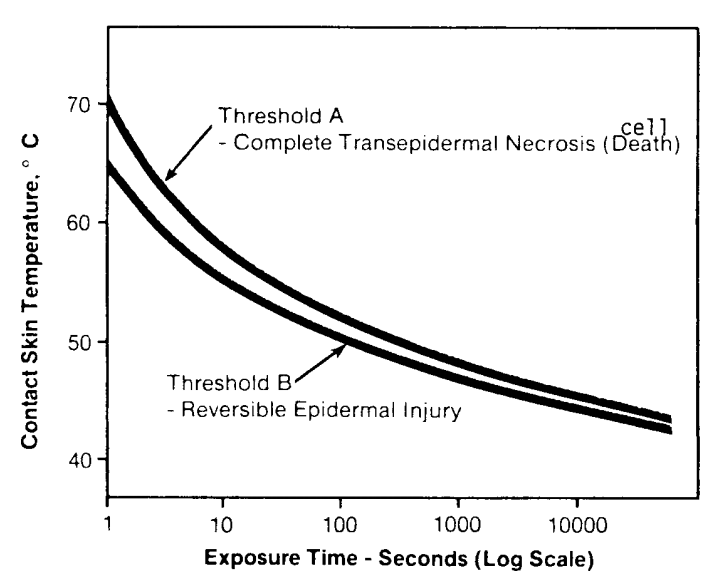 Contact Skin Temperature, ° C
70
60
50
40
Threshold A
cell
- Complete Transepidermal Necrosis (Death)
Threshold B
- Reversible Epidermal Injury
1
10
100
1000
10000
Exposure Time - Seconds (Log Scale)